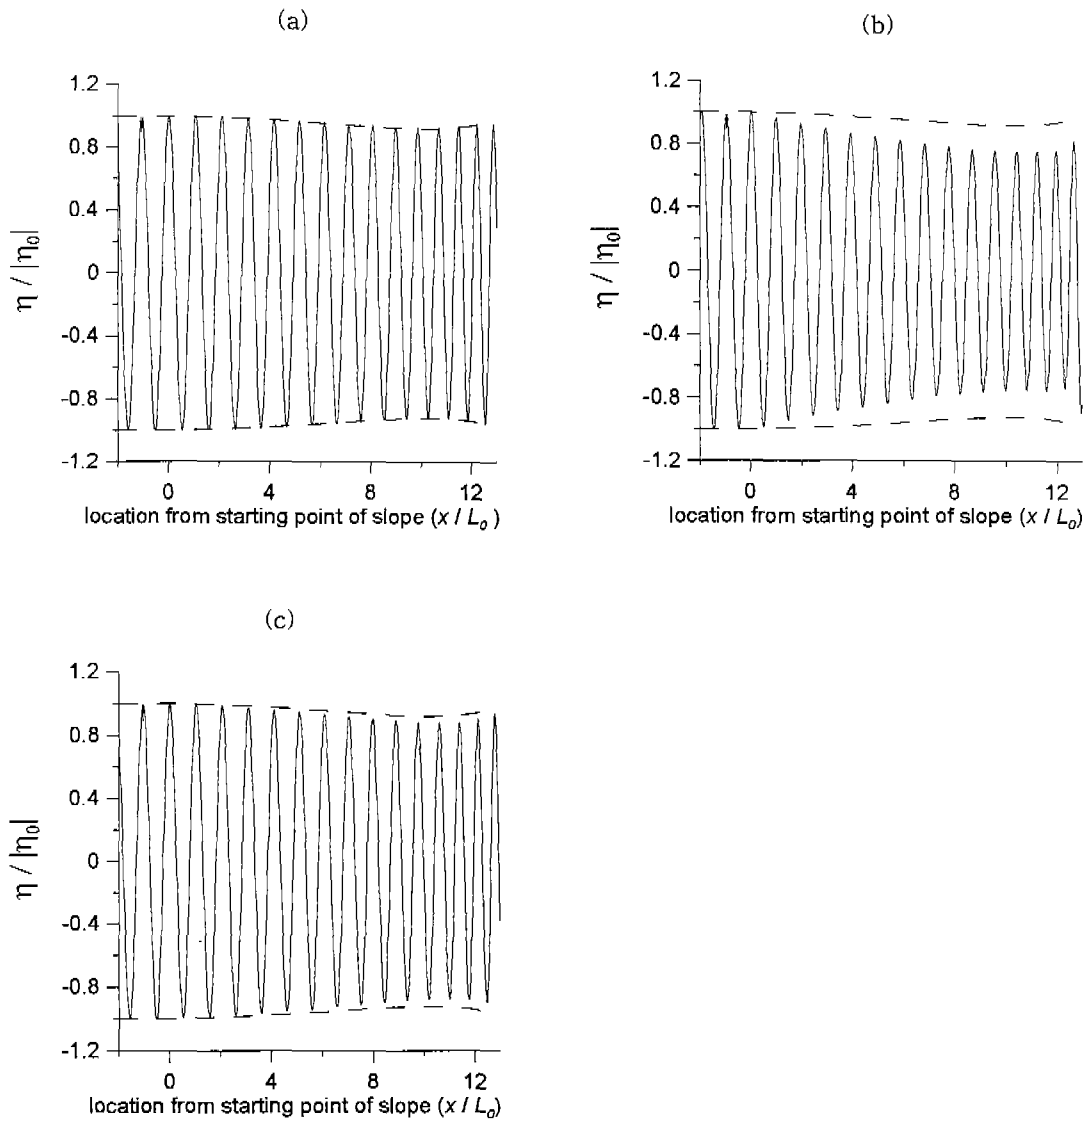 (a)
1.2
0.8
0.4
0
-0.4
-0.8
-1.2
η / |η₀|
0 4 8 12
location from starting point of slope (x / L₀ )
(b)
1.2
0.8
0.4
0
-0.4
-0.8
-1.2
η / |η₀|
0 4 8 12
location from starting point of slope (x / L₀)
(c)
1.2
0.8
0.4
0
-0.4
-0.8
-1.2
η / |η₀|
0 4 8 12
location from starting point of slope (x / L₀)